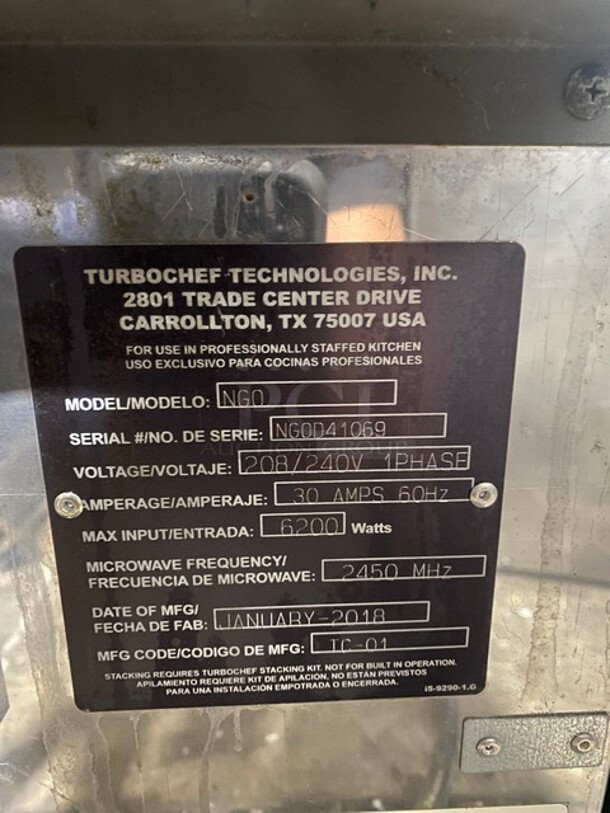 TURBOCHEF TECHNOLOGIES, INC.
2801 TRADE CENTER DRIVE
CARROLLTON, TX 75007 USA
FOR USE IN PROFESSIONALLY STAFFED KITCHEN
USO EXCLUSIVO PARA COCINAS PROFESIONALES
MODEL/MODELO: NGO
SERIAL #/NO. DE SERIE: NGOD41069
VOLTAGE/VOLTAJE: 208/240V 1PHASE
AMPERAGE/AMPERAJE: 30 AMPS 60Hz
MAX INPUT/ENTRADA: 6200 Watts
MICROWAVE FREQUENCY/
FRECUENCIA DE MICROWAVE: 2450 MHz
DATE OF MFG/
FECHA DE FAB: JANUARY-2018
MFG CODE/CODIGO DE MFG: TC-01
STACKING REQUIRES TURBOCHEF STACKING KIT. NOT FOR BUILT IN OPERATION.
APILAMIENTO REQUIERE KIT DE APILACIÓN. NO ESTÁN PREVISTOS
PARA UNA INSTALACIÓN EMPOTRADA O ENCERRADA.
I5-9290-1.G